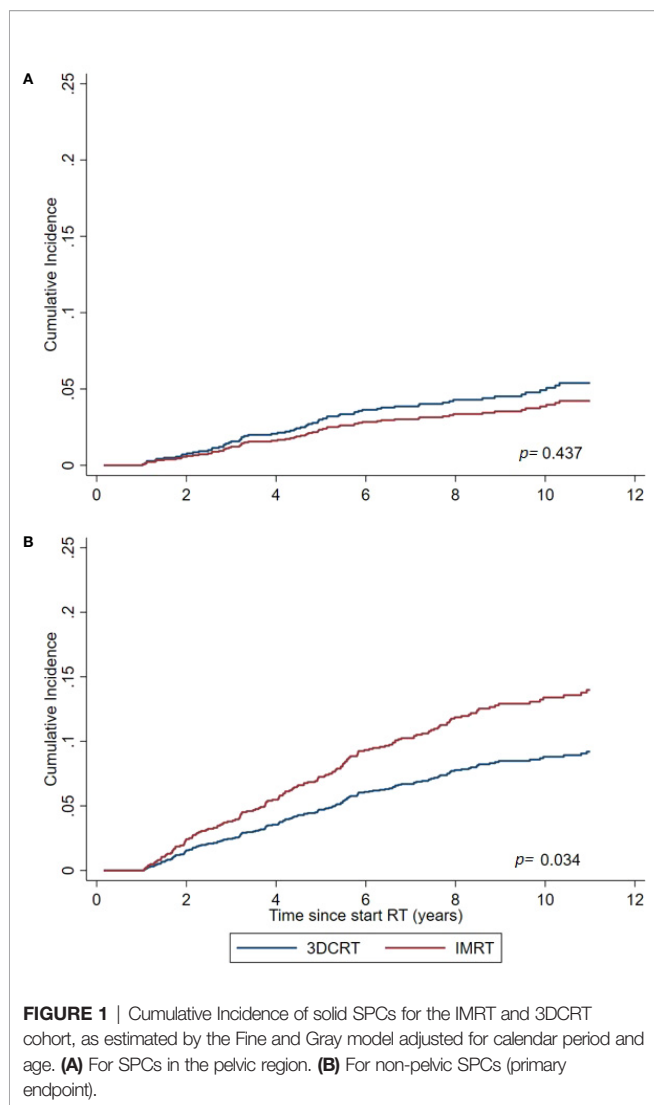 A
.25
.2
.15
.1
.05
0
Cumulative Incidence
p= 0.437
0 2 4 6 8 10 12
B
.25
.2
.15
.1
.05
0
Cumulative Incidence
p= 0.034
0 2 4 6 8 10 12
Time since start RT (years)
3DCRT IMRT
FIGURE 1 | Cumulative Incidence of solid SPCs for the IMRT and 3DCRT
cohort, as estimated by the Fine and Gray model adjusted for calendar period and
age. (A) For SPCs in the pelvic region. (B) For non-pelvic SPCs (primary
endpoint).